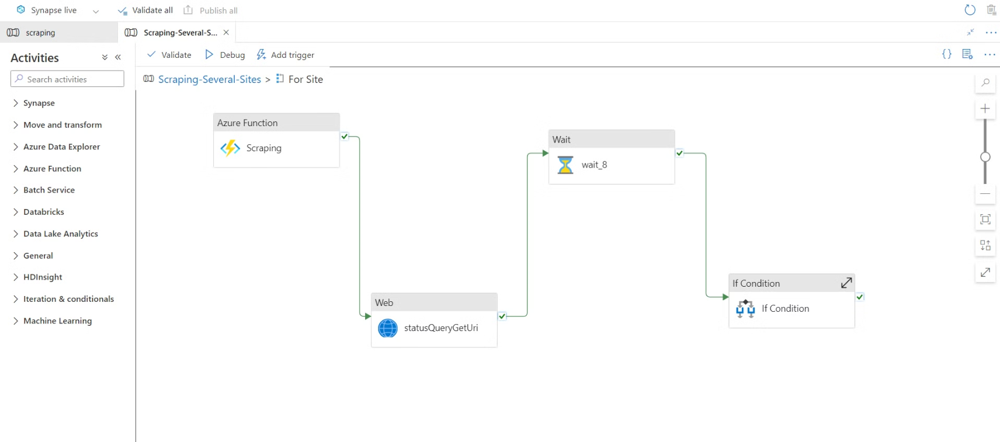 Synapse live
Validate all
Publish all
scraping
Scraping-Several-S...
Activities
Validate
Debug
Add trigger
Search activities
Scraping-Several-Sites > For Site
Synapse
Move and transform
Azure Data Explorer
Azure Function
Batch Service
Databricks
Data Lake Analytics
General
HDInsight
Iteration & conditionals
Machine Learning
Azure Function
Scraping
Web
statusQueryGetUri
Wait
wait_8
If Condition
If Condition